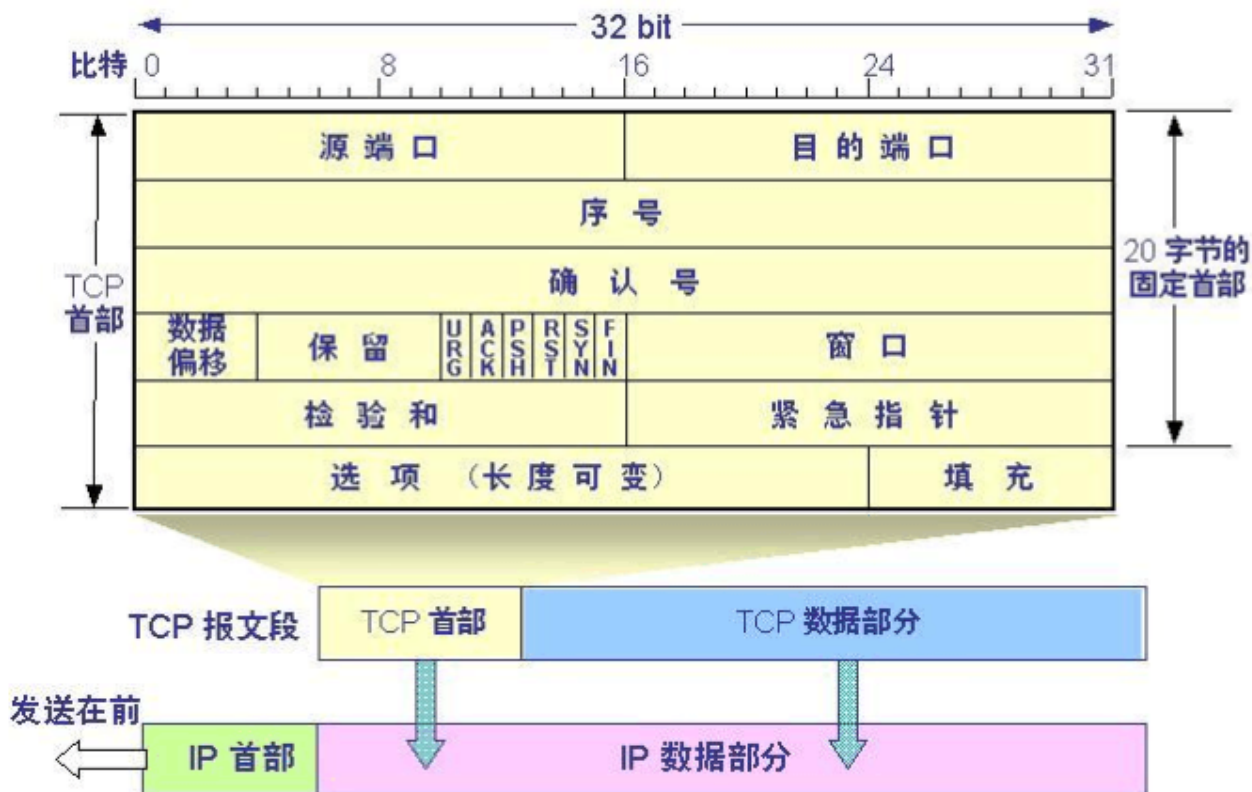 32 bit
比特 0 8 16 24 31
源端口 目的端口
序号
确认号
TCP
首部
20 字节的
固定首部
数据
偏移
保留
URG
ACK
PSH
RST
SYN
FIN
窗口
检验和 紧急指针
选项（长度可变） 填充
TCP 报文段 TCP 首部 TCP 数据部分
发送在前
IP 首部 IP 数据部分